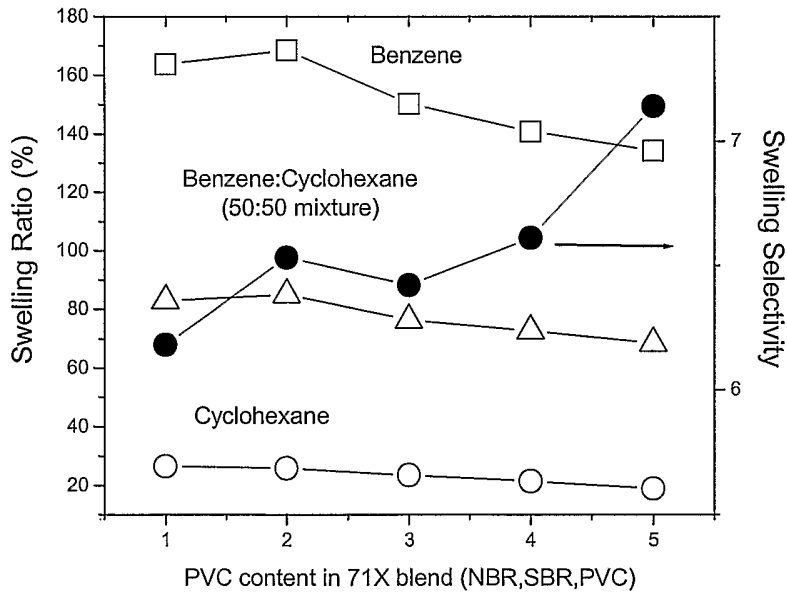 180
160
140
120
100
80
60
40
20
Swelling Ratio (%)
Benzene
Benzene:Cyclohexane
(50:50 mixture)
Cyclohexane
7
6
Swelling Selectivity
1 2 3 4 5
PVC content in 71X blend (NBR,SBR,PVC)